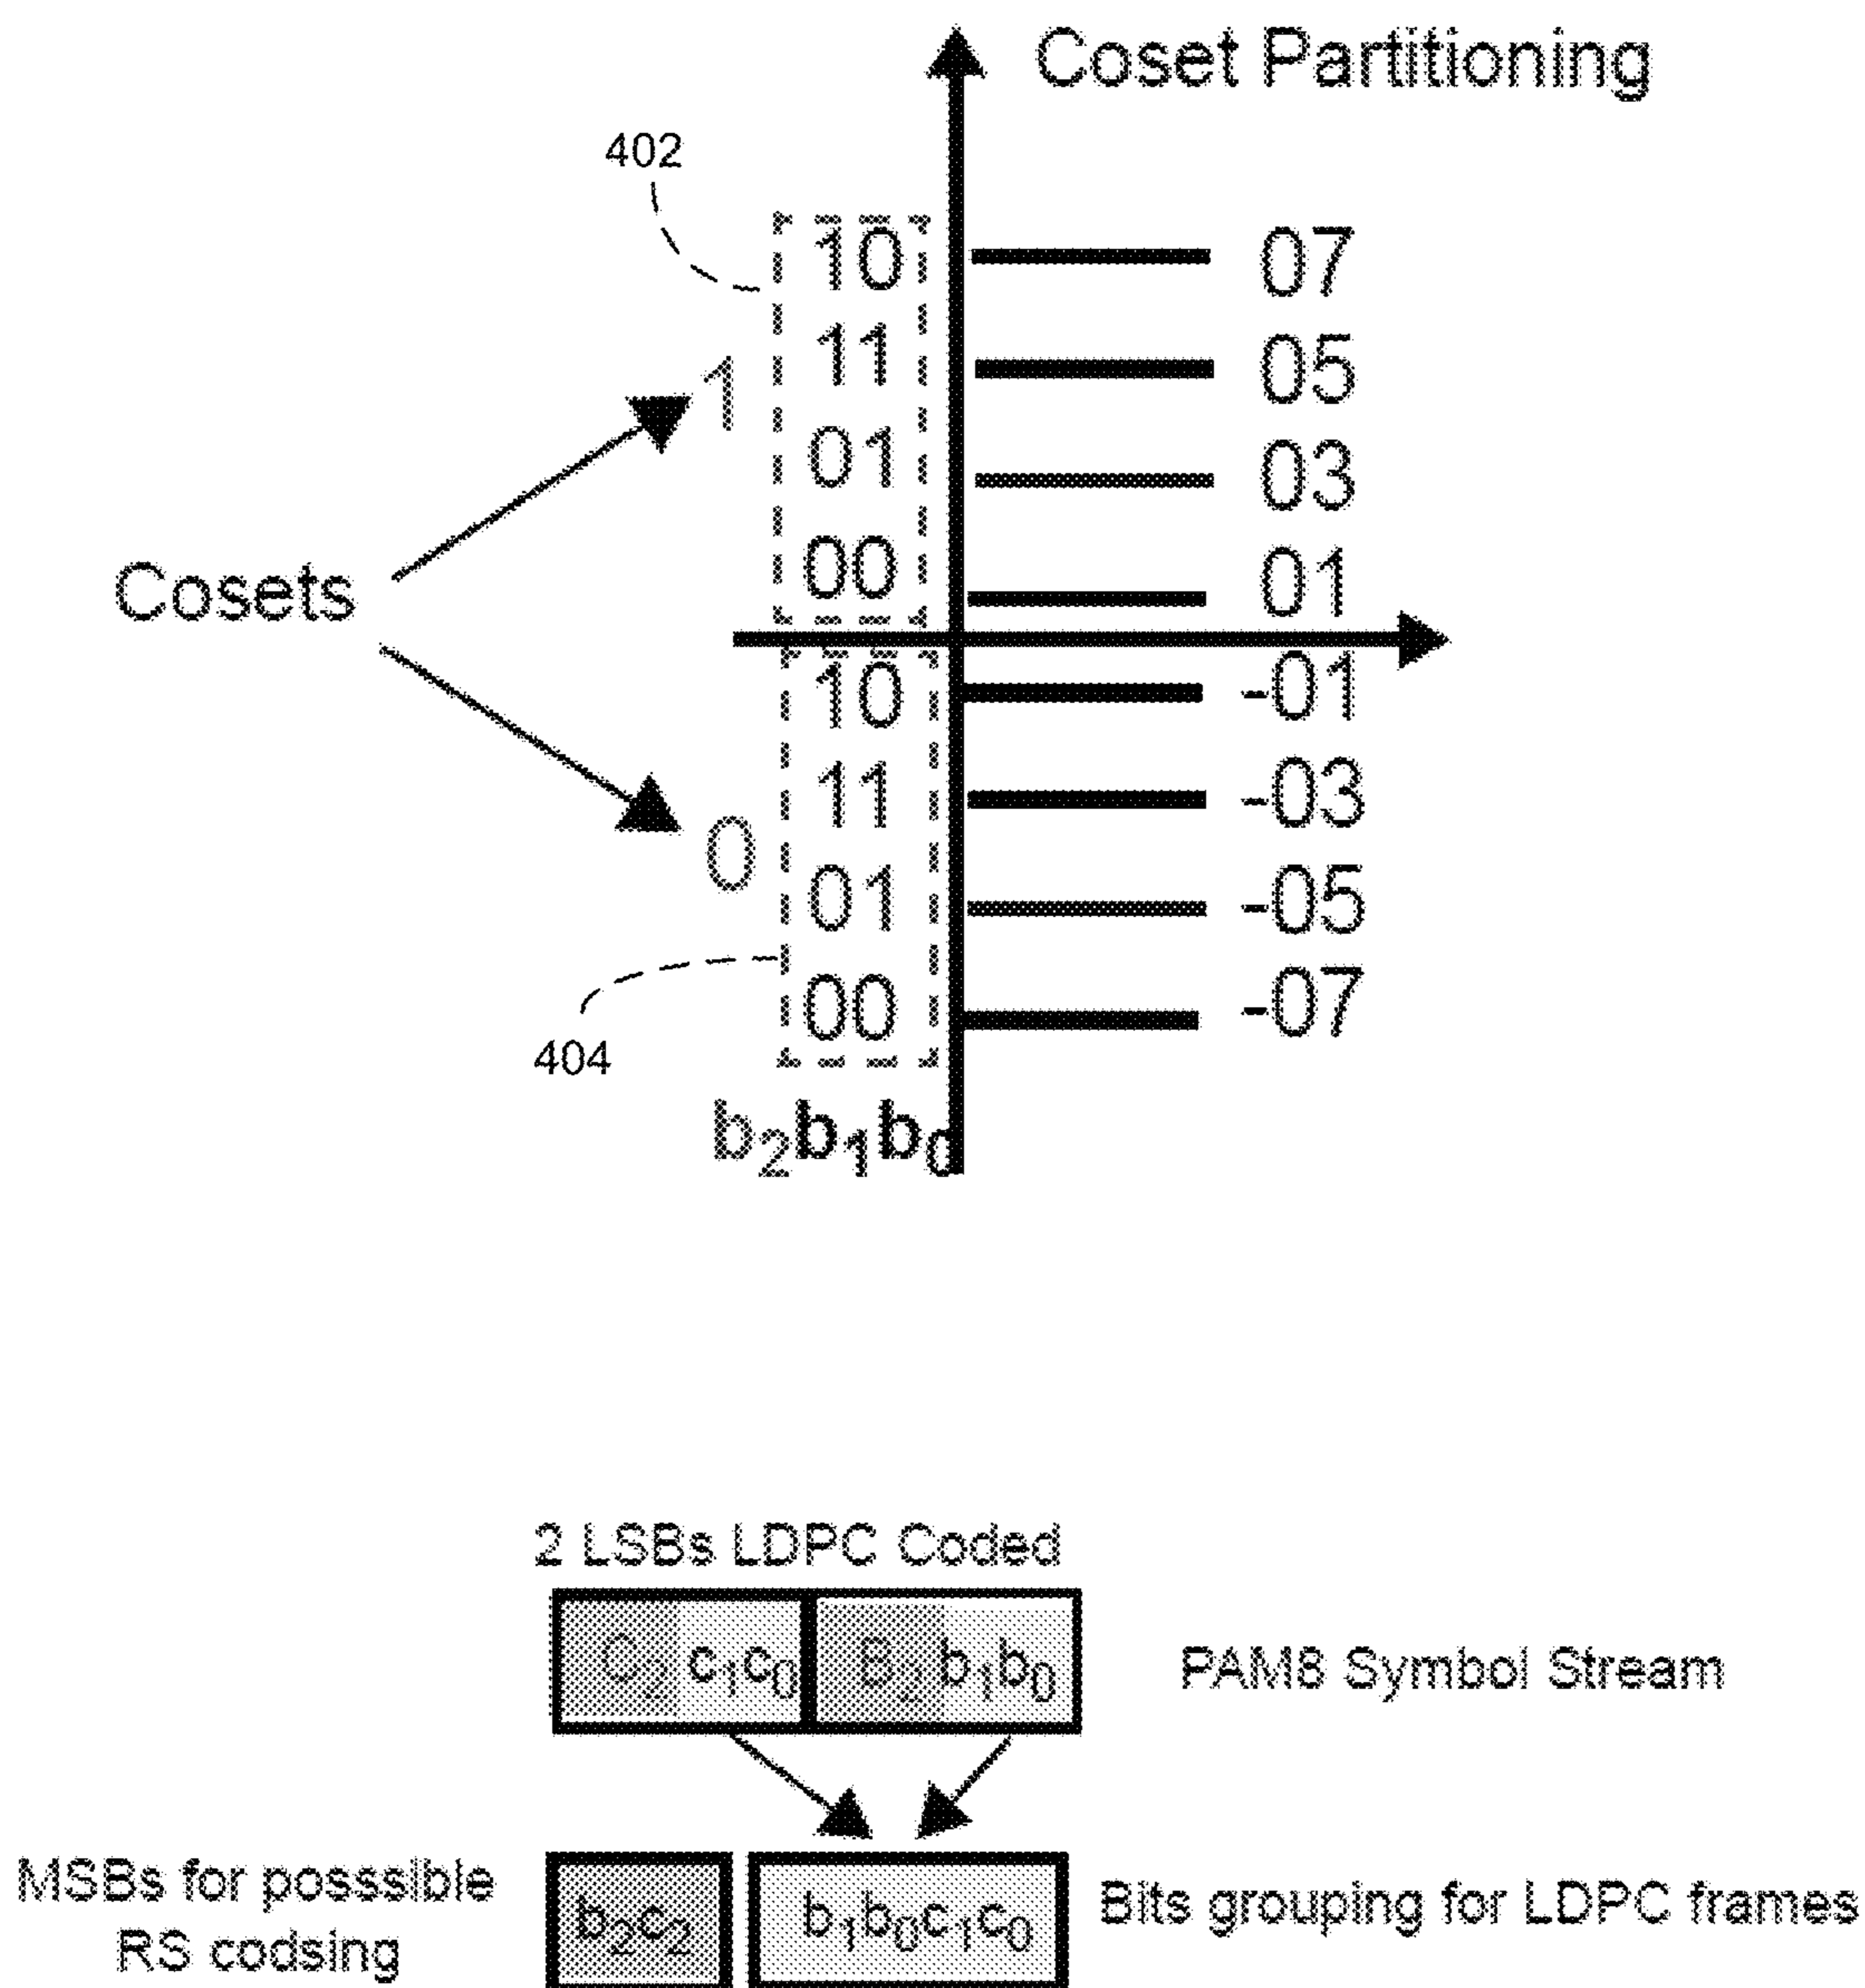 Coset Partitioning
402
10 07
11 05
1
01 03
00 01
Cosets
10 -01
11 -03
0
01 -05
00 -07
404
b₂b₁b₀
2 LSBs LDPC Coded
C₂ c₁c₀ B₂ b₁b₀
PAM8 Symbol Stream
MSBs for posssible
RS codsing
b₂c₂
b₁b₀c₁c₀
Bits grouping for LDPC frames